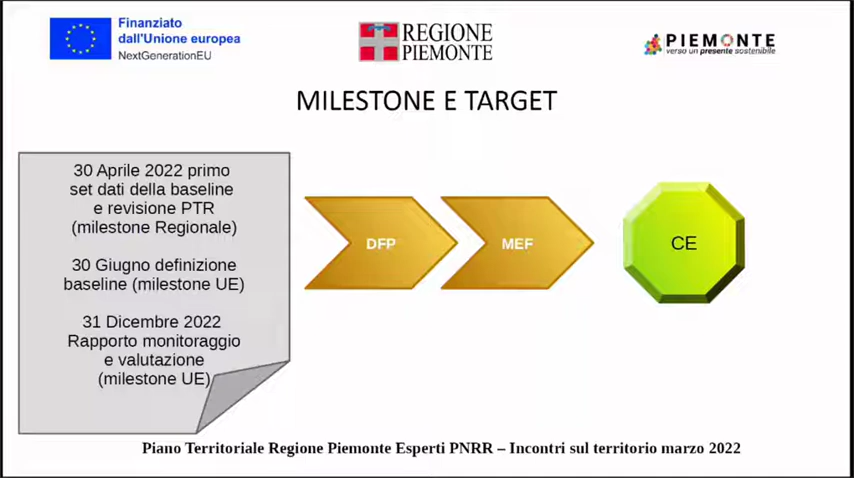 Finanziato
dall'Unione europea
NextGenerationEU
REGIONE
PIEMONTE
PIEMONTE
verso un presente sostenibile
MILESTONE E TARGET
30 Aprile 2022 primo
set dati della baseline
e revisione PTR
(milestone Regionale)
30 Giugno definizione
baseline (milestone UE)
31 Dicembre 2022
Rapporto monitoraggio
e valutazione
(milestone UE)
DFP
MEF
CE
Piano Territoriale Regione Piemonte Esperti PNRR – Incontri sul territorio marzo 2022